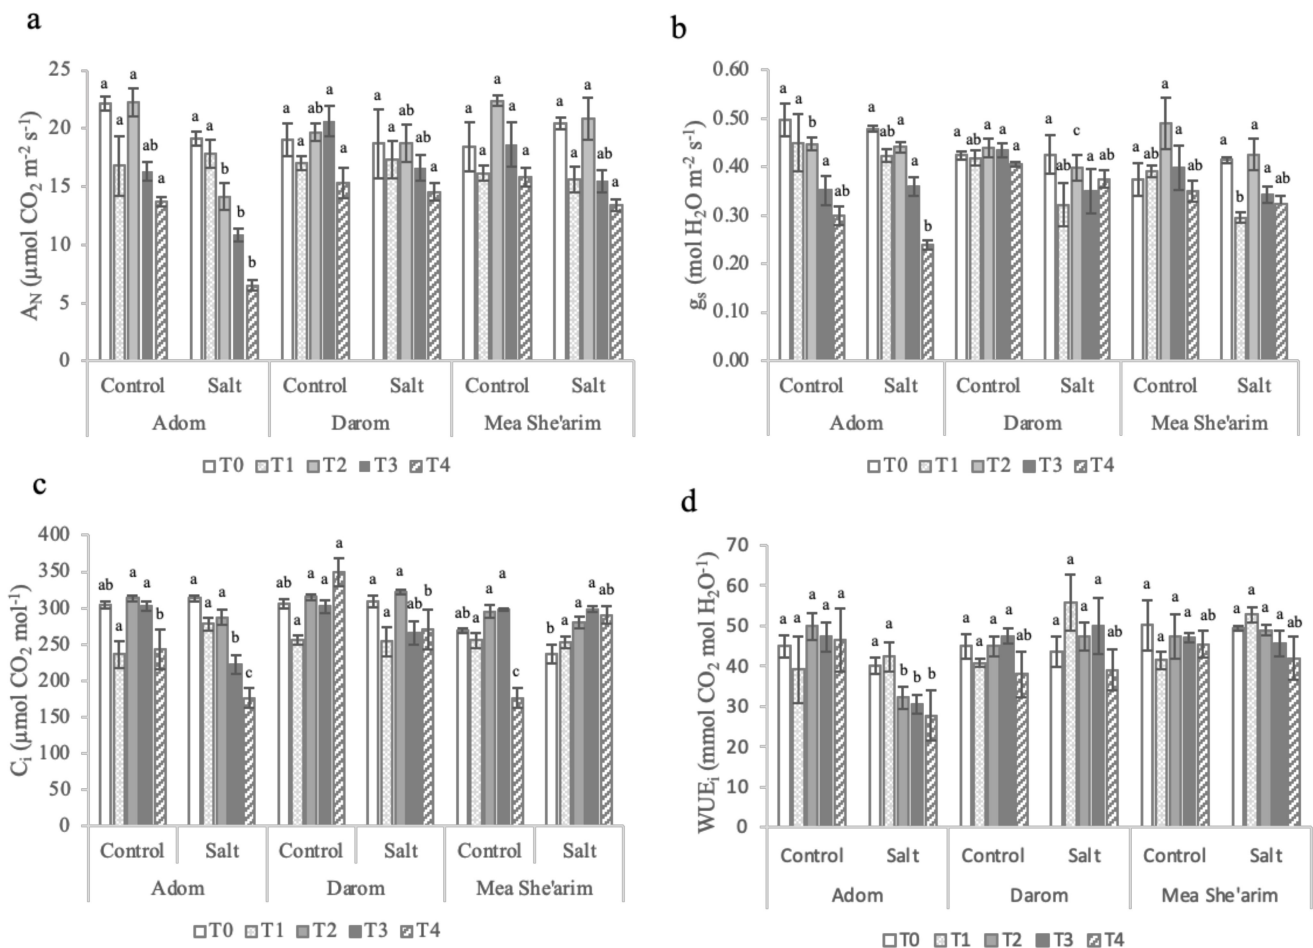 a
A_N (μmol CO₂ m⁻² s⁻¹)
25
20
15
10
5
0
a a a ab a
a a b b b
a a ab a a
a a ab ab a
a a a a a
a a a ab ab
Control Salt Control Salt Control Salt
Adom Darom Mea She'arim
T0 T1 T2 T3 T4
b
gₛ (mol H₂O m⁻² s⁻¹)
0.60
0.50
0.40
0.30
0.20
0.10
0.00
a a b a ab
a ab a a b
a ab a a a
a ab c a ab
a ab a a ab
a b a a ab
Control Salt Control Salt Control Salt
Adom Darom Mea She'arim
T0 T1 T2 T3 T4
c
Cᵢ (μmol CO₂ mol⁻¹)
400
350
300
250
200
150
100
50
0
ab a a a ab
a a a b c
ab a a a a
a a a ab b
ab a a a c
b a a a ab
Control Salt Control Salt Control Salt
Adom Darom Mea She'arim
T0 T1 T2 T3 T4
d
WUEᵢ (mmol CO₂ mol H₂O⁻¹)
70
60
50
40
30
20
10
0
a a a a a
a a b b b
a a a a ab
a a a a ab
a a a a ab
a a a a ab
Control Salt Control Salt Control Salt
Adom Darom Mea She'arim
T0 T1 T2 T3 T4